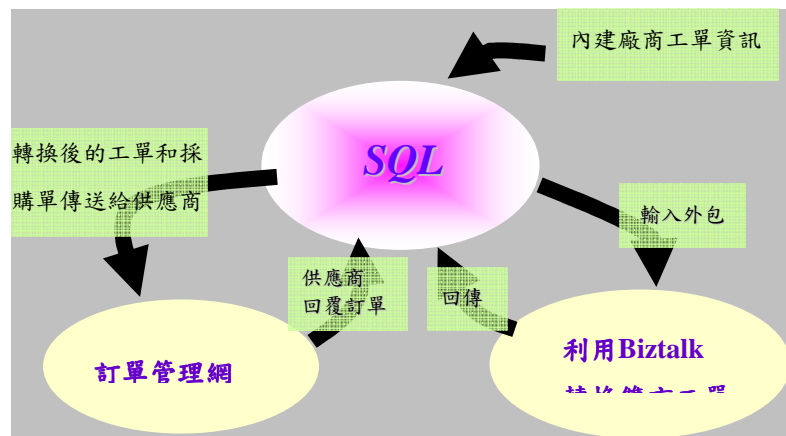 內建廠商工單資訊
SQL
轉換後的工單和採
購單傳送給供應商
輸入外包
供應商
回覆訂單
回傳
訂單管理網
利用Biztalk